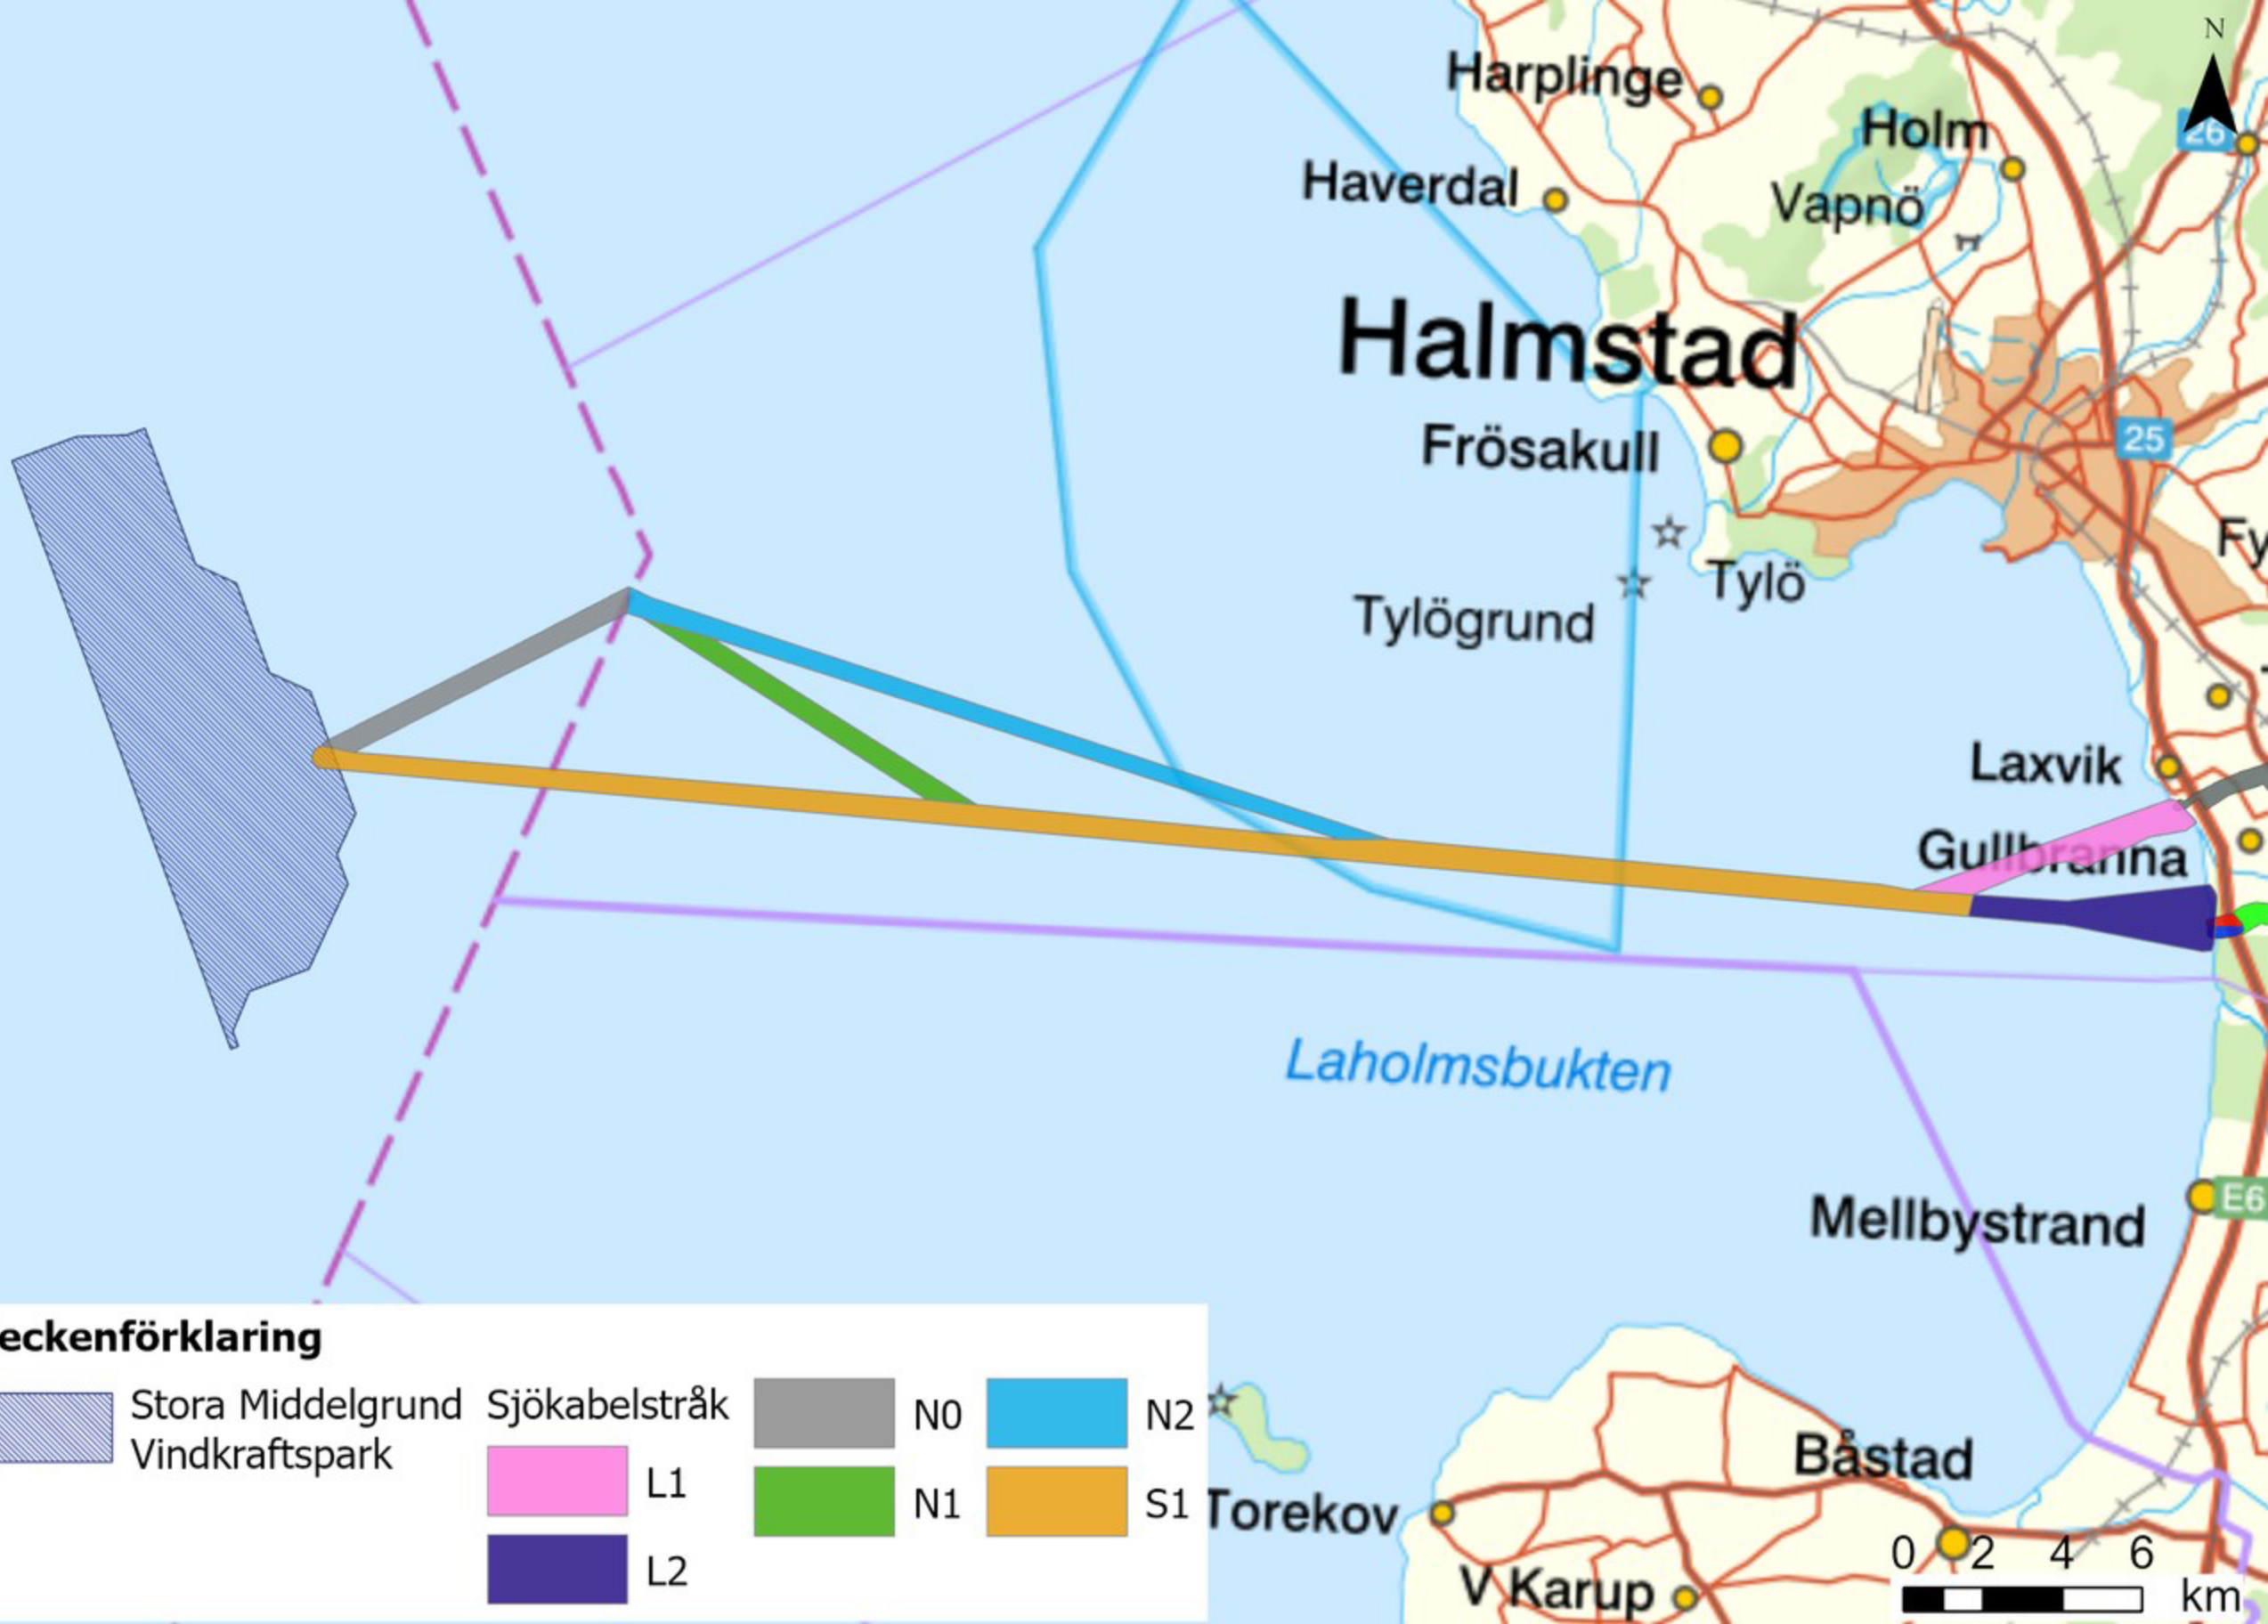 N
Harplinge
Holm
26
Haverdal
Vapnö
Halmstad
25
Frösakull
Fy
Tylö
Tylögrund
Laxvik
Gullbranna
Laholmsbukten
E6
Mellbystrand
eckenförklaring
Stora Middelgrund
Vindkraftspark
Sjökabelstråk
L1
L2
N0
N1
N2
S1
Torekov
Båstad
V Karup
0 2 4 6
km